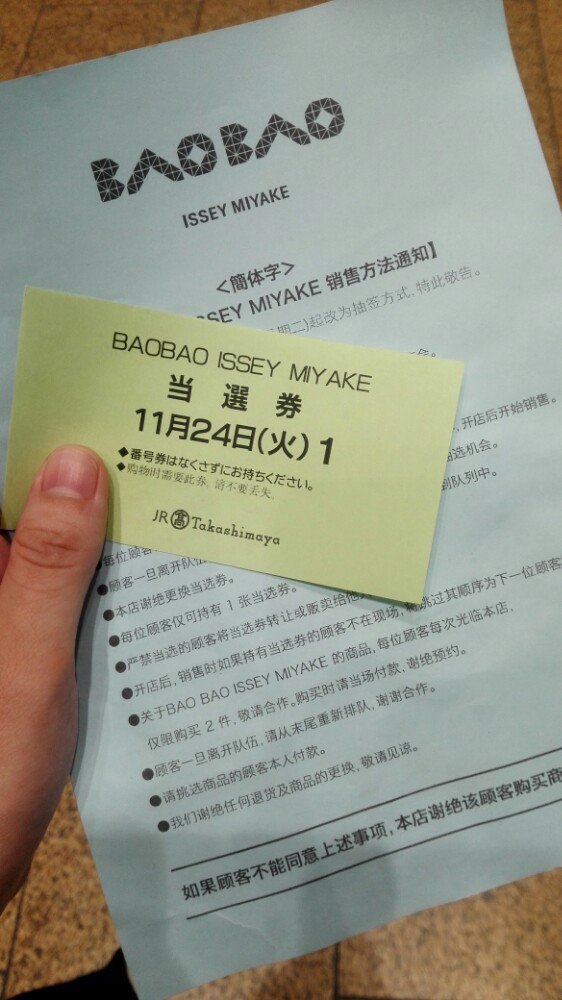 BAOBAO
ISSEY MIYAKE
<簡体字>
SSEY MIYAKE 销售方法通知】
期二)起改为抽签方式，特此敬告。
BAOBAO ISSEY MIYAKE
当選券
11月24日(火) 1
◆番号券はなくさずにお持ちください。
◆购物时需要此券，请不要丢失。
JR 髙 Takashimaya
开店后开始销售。
抽选机会。
到队列中。
●每位顾客
●顾客一旦离开队伍
●本店谢绝更换当选券。
●每位顾客仅可持有 1 张当选券。
●严禁当选的顾客将当选券转让或贩卖给他
●开店后，销售时如果持有当选券的顾客不在现场，将跳过其顺序为下一位顾客
●关于BAO BAO ISSEY MIYAKE 的商品，每位顾客每次光临本店，
仅限购买 2 件，敬请合作。购买时请当场付款，谢绝预约。
●顾客一旦离开队伍，请从末尾重新排队，谢谢合作。
●请挑选商品的顾客本人付款。
●我们谢绝任何退货及商品的更换，敬请见谅。
如果顾客不能同意上述事项，本店谢绝该顾客购买商